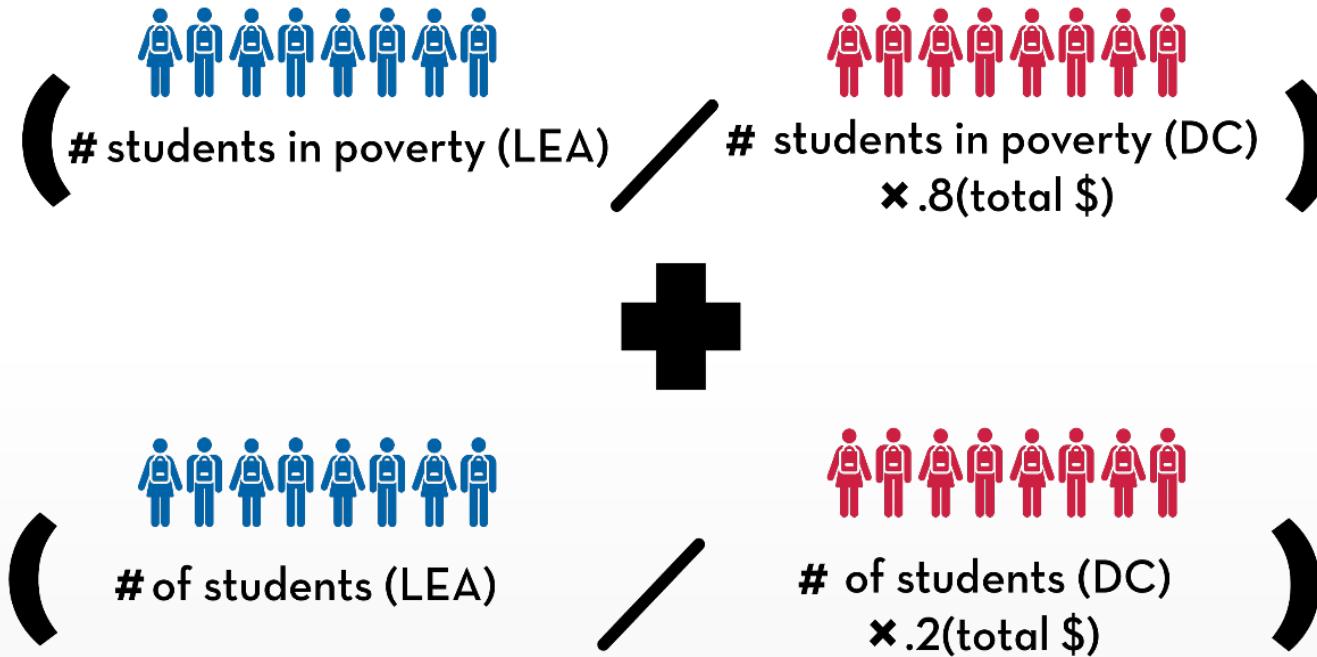 ( # students in poverty (LEA) / # students in poverty (DC) )
× .8(total $)
+
( # of students (LEA) / # of students (DC) )
× .2(total $)